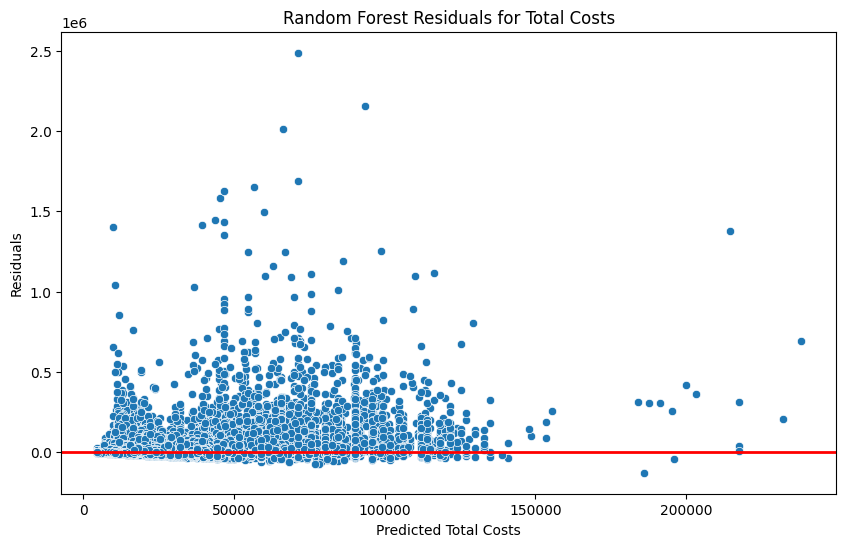 Random Forest Residuals for Total Costs
1e6
2.5
2.0
1.5
1.0
0.5
0.0
Residuals
0 50000 100000 150000 200000
Predicted Total Costs